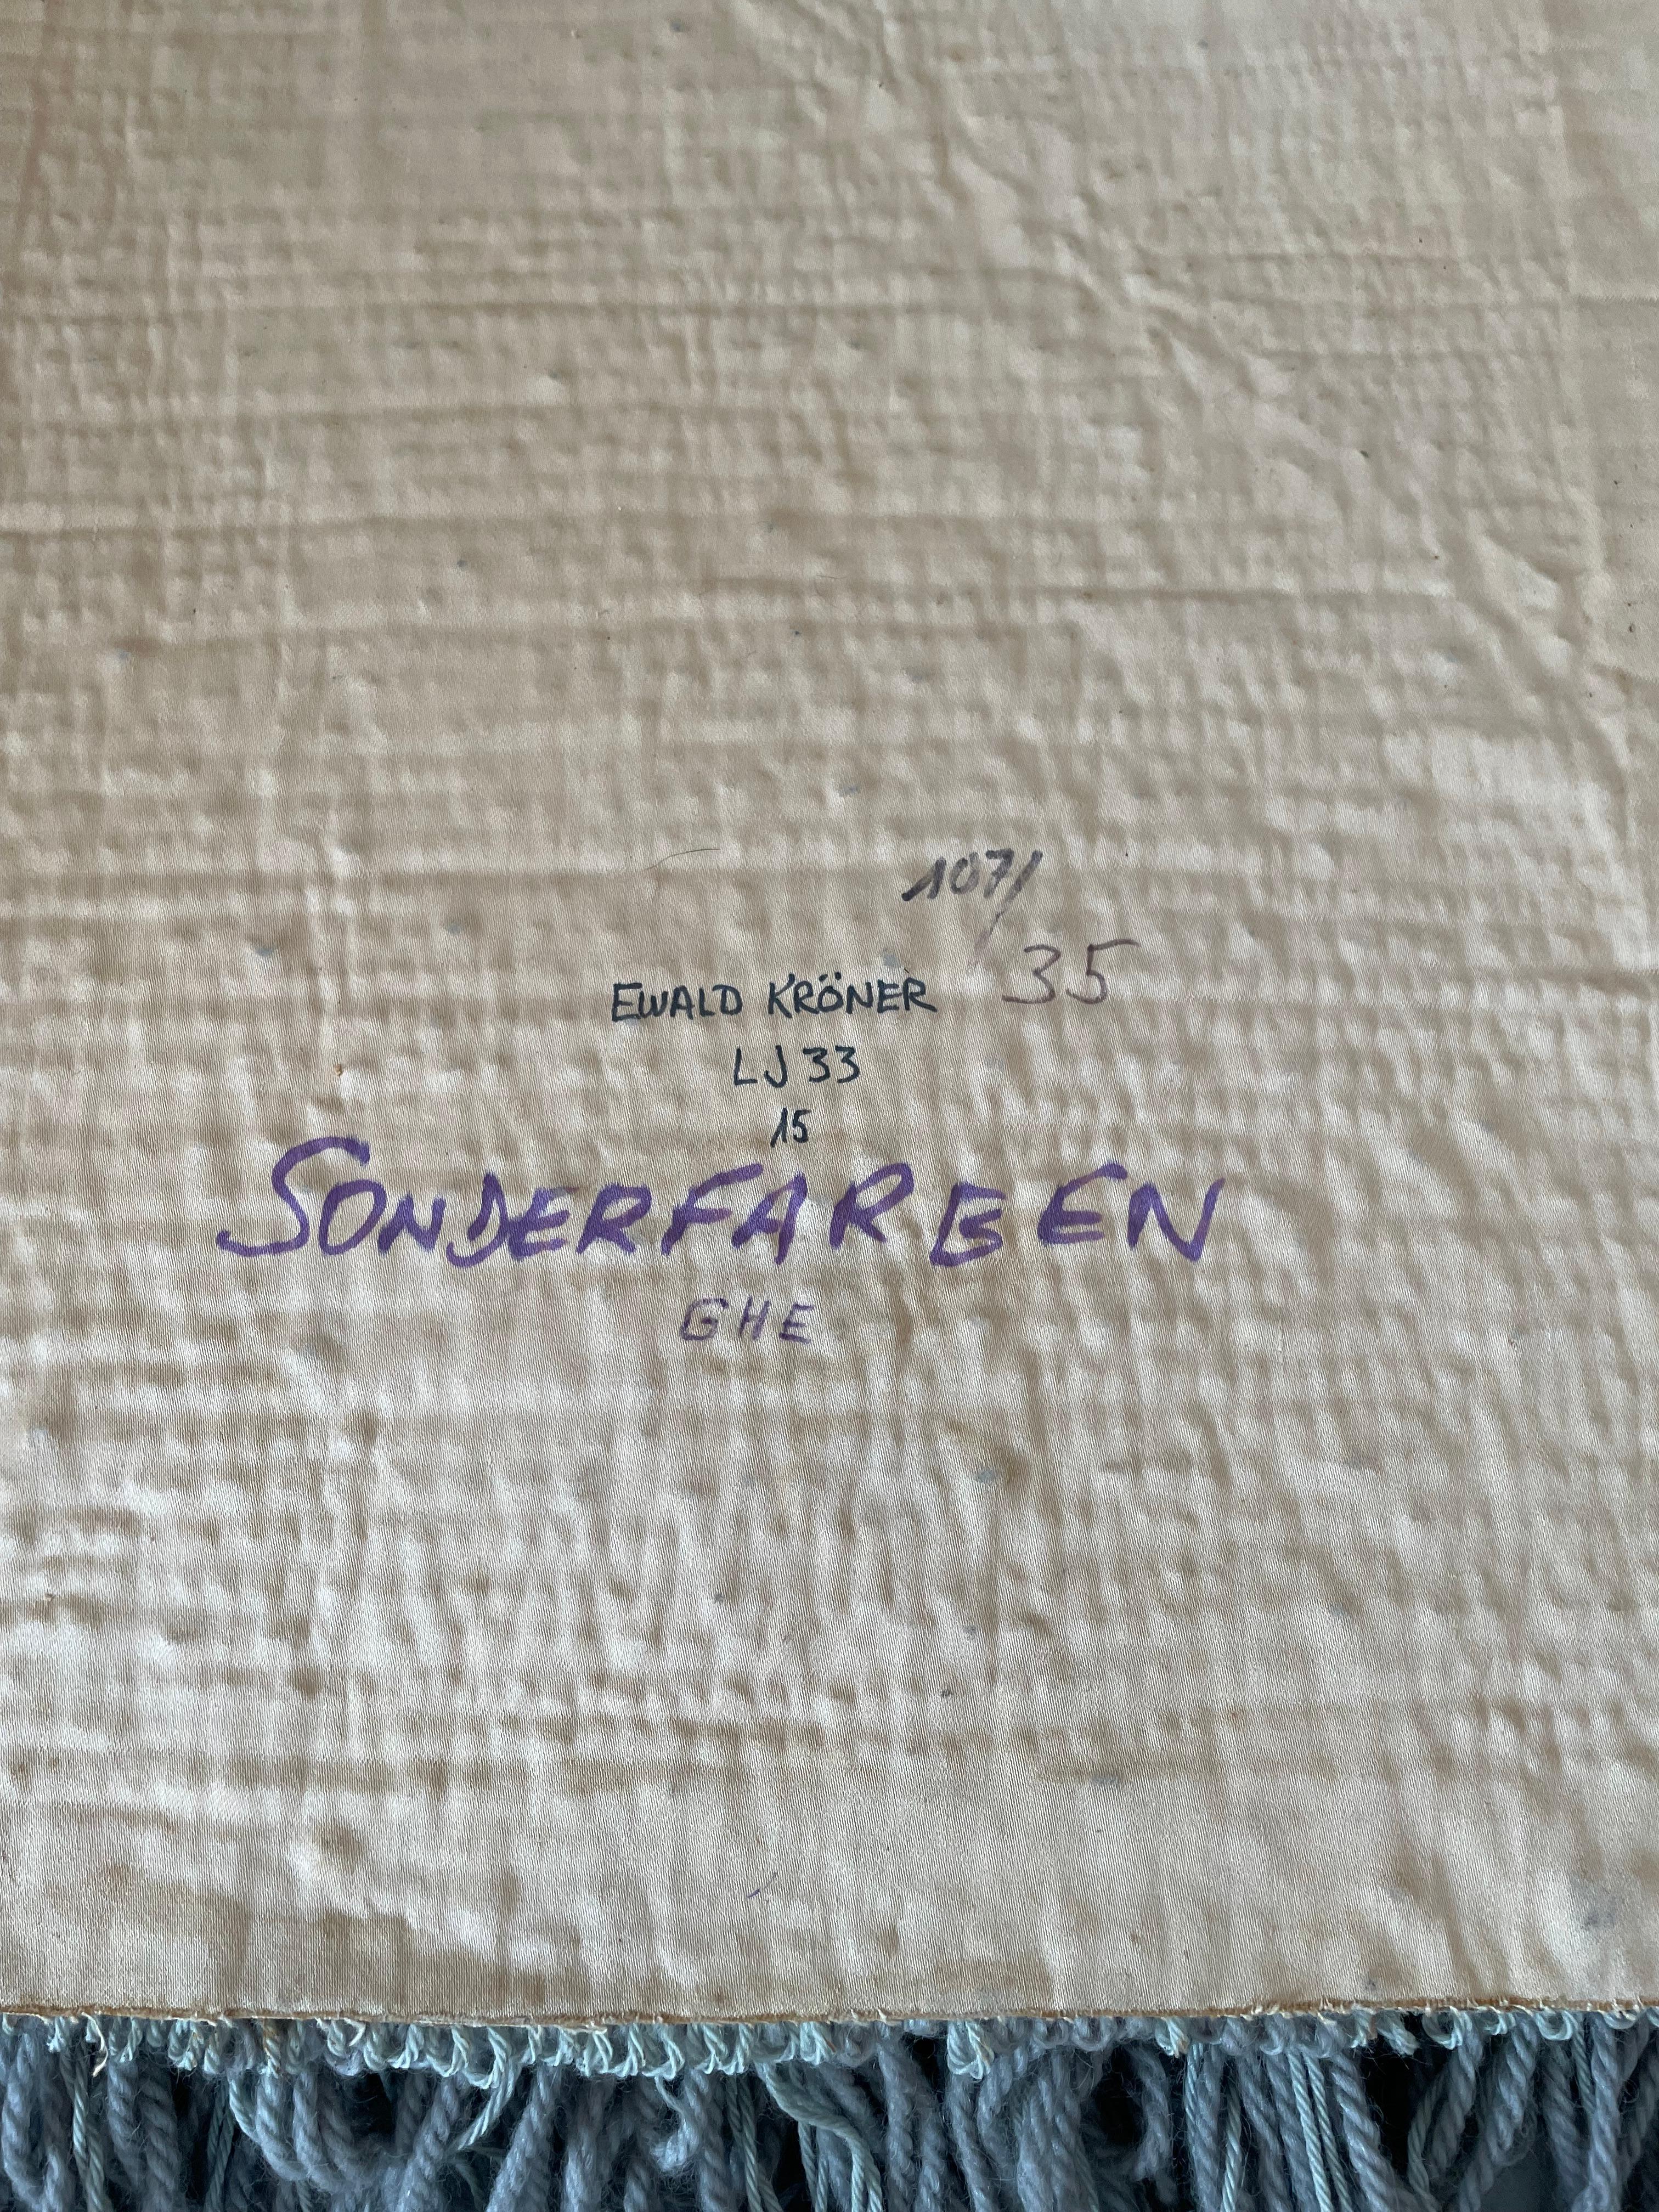 107/
35
EWALD KRÖNER
LJ 33
15
SONDERFARBEN
GHE